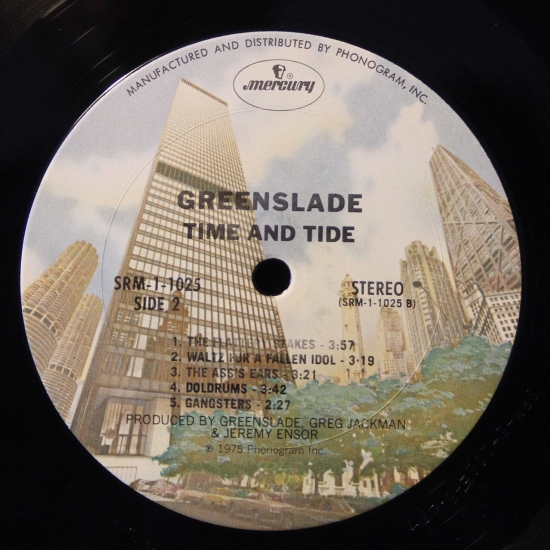 MANUFACTURED AND DISTRIBUTED BY PHONOGRAM, INC.
mercury
GREENSLADE
TIME AND TIDE
SRM-1-1025
SIDE 2
STEREO
(SRM-1-1025 B)
1. THE STAKES - 3:57
2. WALTZ FOR A FALLEN IDOL - 3:19
3. THE ASS'S EARS - 3:21
4. DOLDRUMS - 3:42
5. GANGSTERS - 2:27
PRODUCED BY GREENSLADE, GREG JACKMAN
& JEREMY ENSOR
℗ 1975 Phonogram Inc.